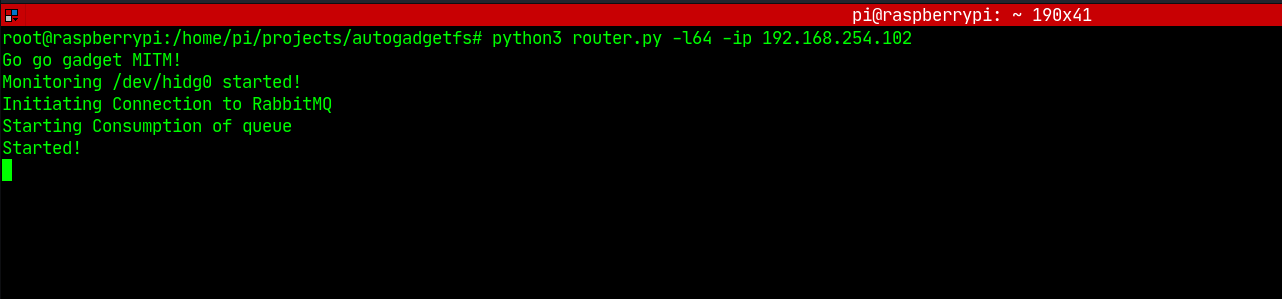 pi@raspberrypi: ~ 190x41
root@raspberrypi:/home/pi/projects/autogadgetfs# python3 router.py -l64 -ip 192.168.254.102
Go go gadget MITM!
Monitoring /dev/hidg0 started!
Initiating Connection to RabbitMQ
Starting Consumption of queue
Started!